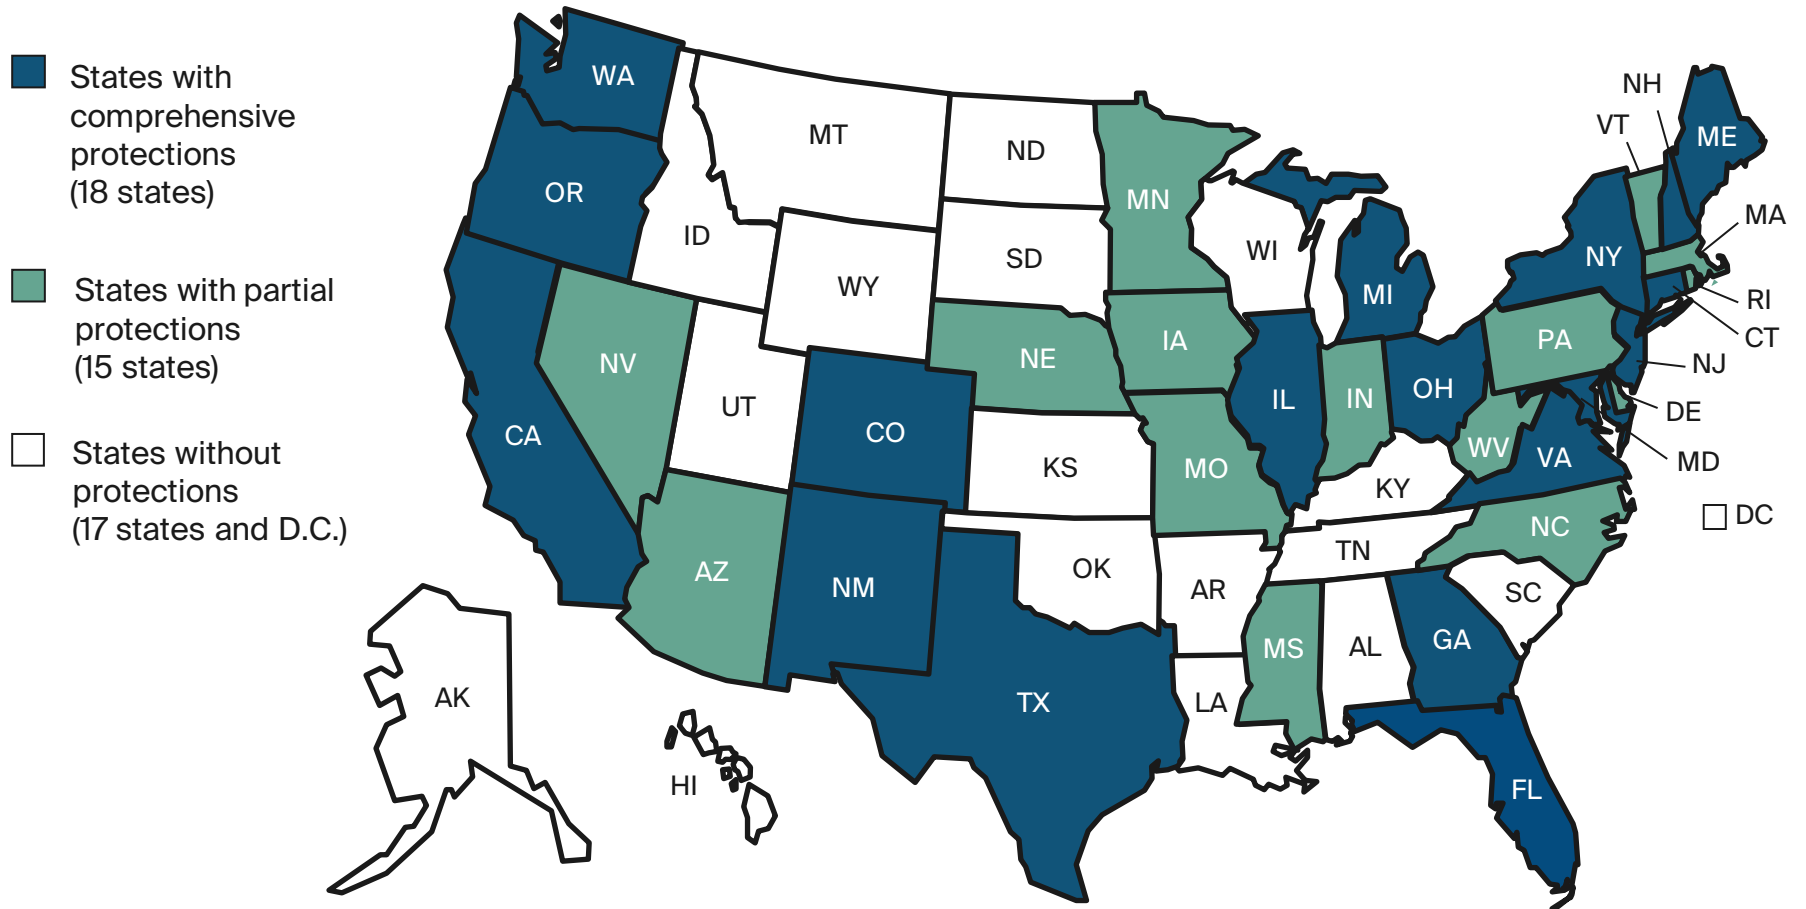 States with
comprehensive
protections
(18 states)
States with partial
protections
(15 states)
States without
protections
(17 states and D.C.)
WA
OR
CA
NV
ID
MT
WY
UT
AZ
CO
NM
ND
SD
NE
KS
OK
TX
MN
IA
MO
AR
LA
WI
IL
MI
IN
OH
KY
TN
MS
AL
GA
FL
SC
NC
VA
WV
PA
NY
VT
NH
ME
MA
RI
CT
NJ
DE
MD
DC
AK
HI